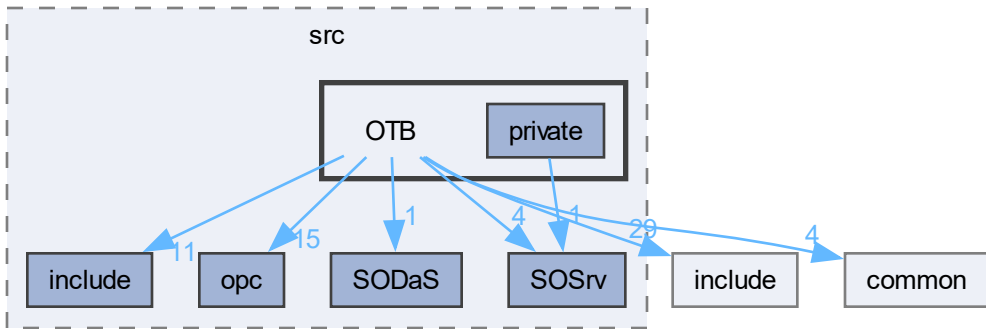 src
OTB
private
11
15
1
4
1
29
4
include
opc
SODaS
SOSrv
include
common